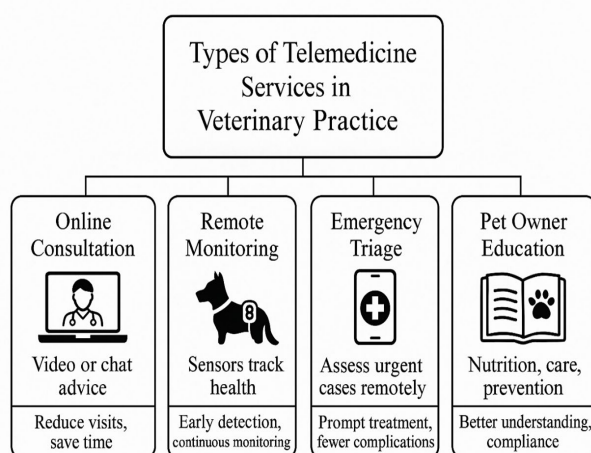 Types of Telemedicine
Services in
Veterinary Practice
Online
Consultation
Video or chat
advice
Reduce visits,
save time
Remote
Monitoring
8
Sensors track
health
Early detection,
continuous monitoring
Emergency
Triage
Assess urgent
cases remotely
Prompt treatment,
fewer complications
Pet Owner
Education
Nutrition, care,
prevention
Better understanding,
compliance